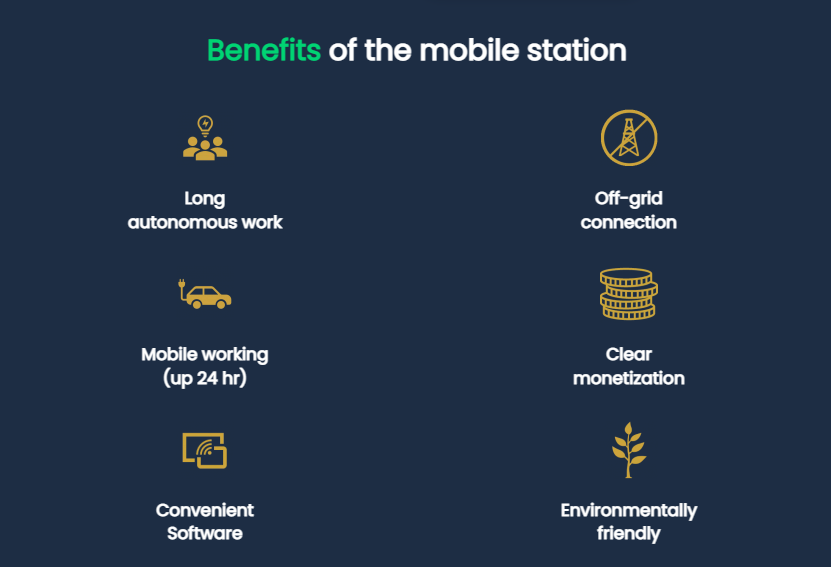 Benefits of the mobile station
Long
autonomous work
Off-grid
connection
Mobile working
(up 24 hr)
Clear
monetization
Convenient
Software
Environmentally
friendly